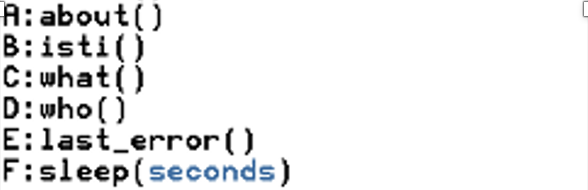 A:about()
B:isti()
C:what()
D:who()
E:last_error()
F:sleep(seconds)